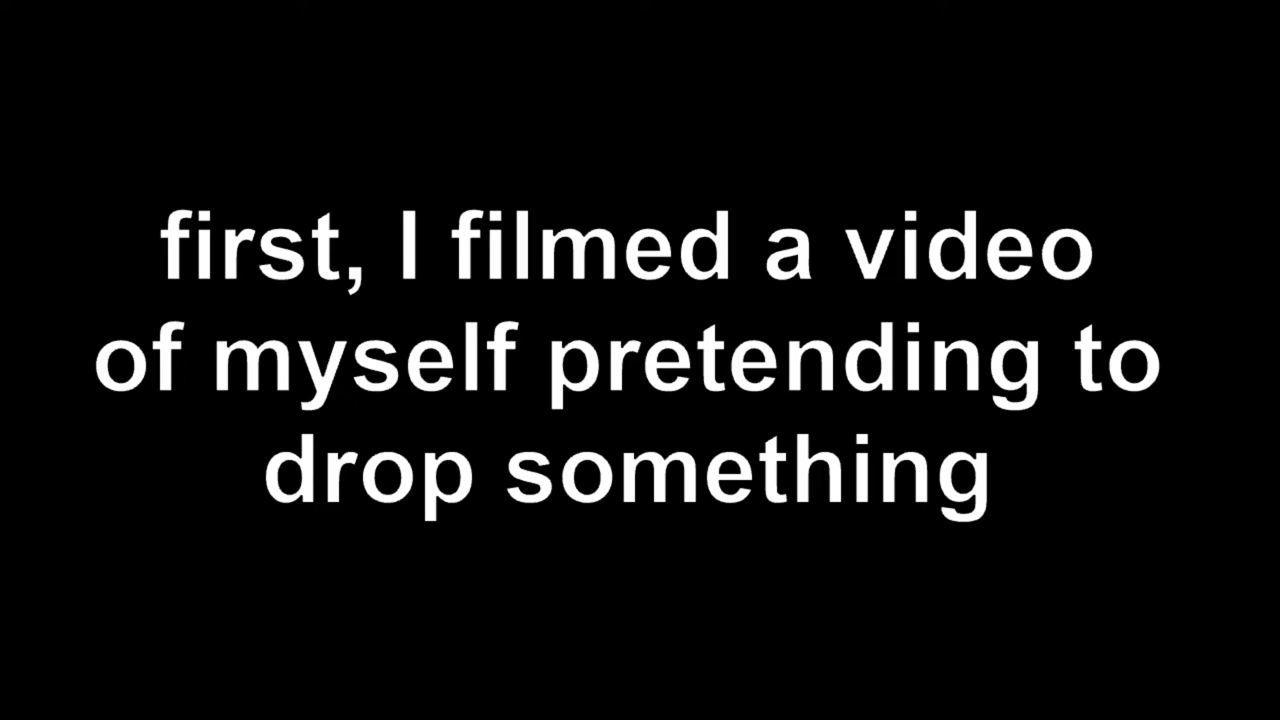 first, I filmed a video
of myself pretending to
drop something